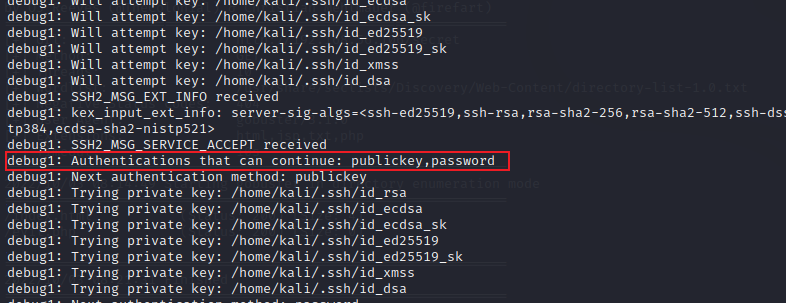 debug1: Will attempt key: /home/kali/.ssh/id_ecdsa
debug1: Will attempt key: /home/kali/.ssh/id_ecdsa_sk
debug1: Will attempt key: /home/kali/.ssh/id_ed25519
debug1: Will attempt key: /home/kali/.ssh/id_ed25519_sk
debug1: Will attempt key: /home/kali/.ssh/id_xmss
debug1: Will attempt key: /home/kali/.ssh/id_dsa
debug1: SSH2_MSG_EXT_INFO received
debug1: kex_input_ext_info: server-sig-algs=<ssh-ed25519,ssh-rsa,rsa-sha2-256,rsa-sha2-512,ssh-dss
tp384,ecdsa-sha2-nistp521>
debug1: SSH2_MSG_SERVICE_ACCEPT received
debug1: Authentications that can continue: publickey,password
debug1: Next authentication method: publickey
debug1: Trying private key: /home/kali/.ssh/id_rsa
debug1: Trying private key: /home/kali/.ssh/id_ecdsa
debug1: Trying private key: /home/kali/.ssh/id_ecdsa_sk
debug1: Trying private key: /home/kali/.ssh/id_ed25519
debug1: Trying private key: /home/kali/.ssh/id_ed25519_sk
debug1: Trying private key: /home/kali/.ssh/id_xmss
debug1: Trying private key: /home/kali/.ssh/id_dsa
debug1: Next authentication method: password